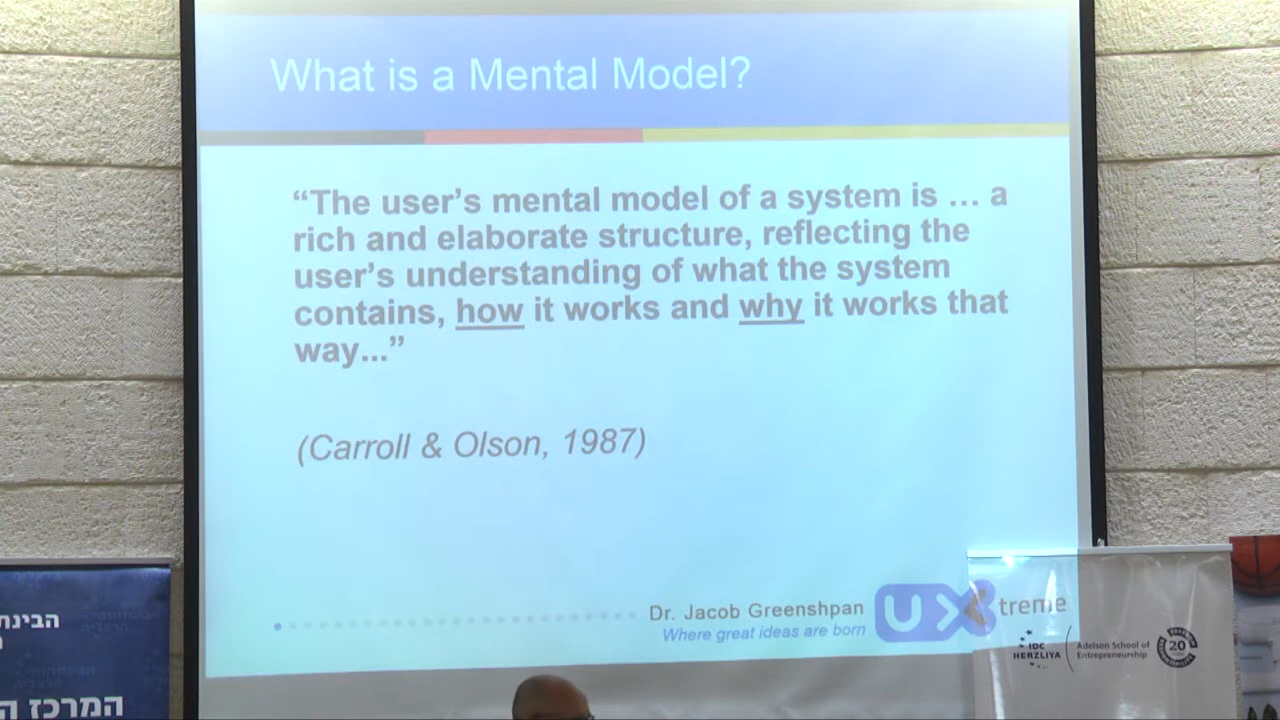 What is a Mental Model?
“The user’s mental model of a system is … a
rich and elaborate structure, reflecting the
user’s understanding of what the system
contains, how it works and why it works that
way…”
(Carroll & Olson, 1987)
Dr. Jacob Greenshpan
Where great ideas are born
UX treme
IDC
HERZLIYA
Adelson School of
Entrepreneurship
20
הבינת
המרכז ה